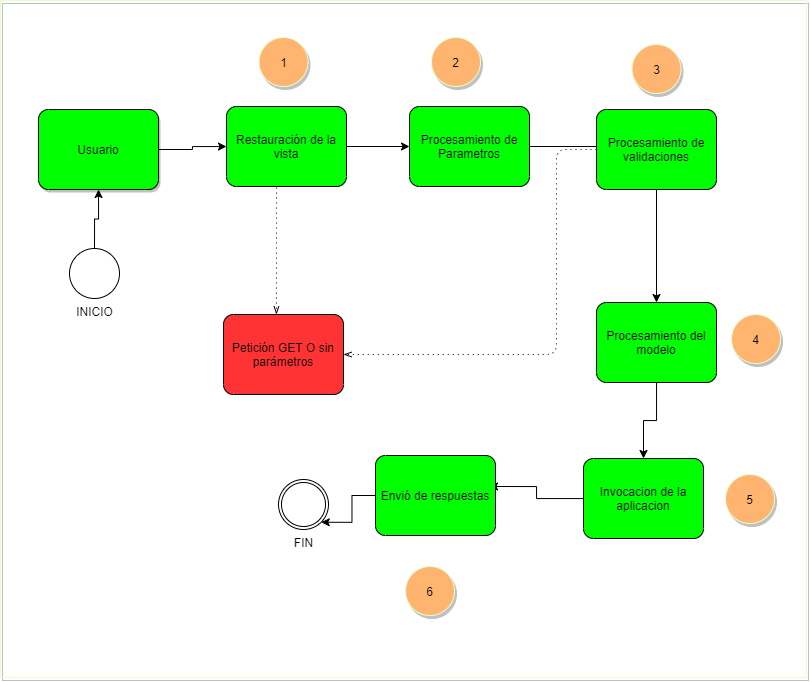 1
2
3
Usuario
Restauración de la
vista
Procesamiento de
Parametros
Procesamiento de
validaciones
INICIO
Petición GET O sin
parámetros
Procesamiento del
modelo
4
Envió de respuestas
Invocacion de la
aplicacion
5
FIN
6